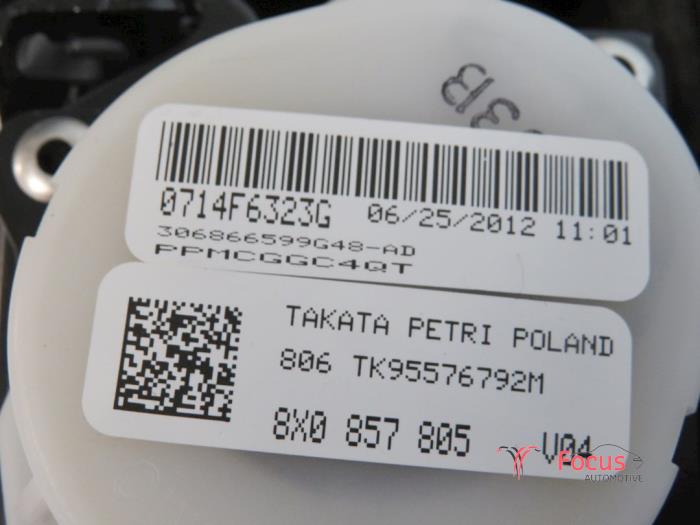 313
0714F6323G 06/25/2012 11:01
306866599G48-AD
PPMCGGC4QT
TAKATA PETRI POLAND
806 TK95576792M
8X0 857 805 V04
Focus
AUTOMOTIVE